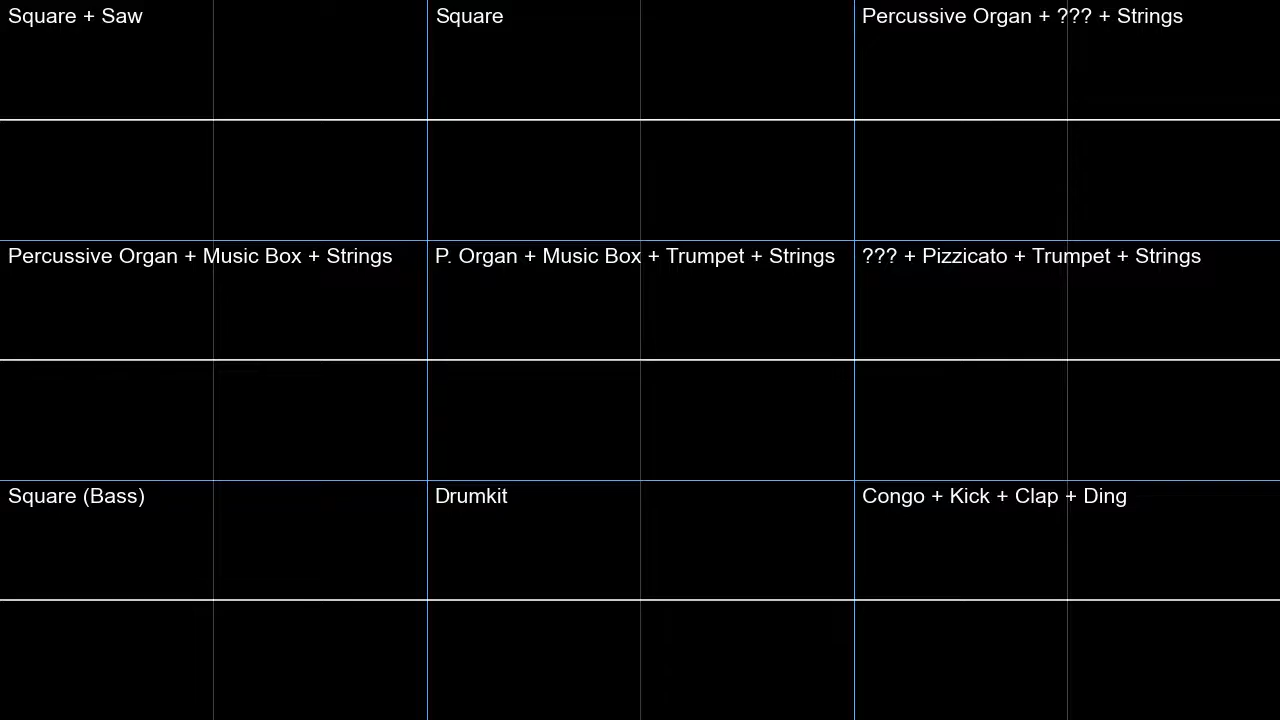 Square + Saw
Square
Percussive Organ + ??? + Strings
Percussive Organ + Music Box + Strings
P. Organ + Music Box + Trumpet + Strings
??? + Pizzicato + Trumpet + Strings
Square (Bass)
Drumkit
Congo + Kick + Clap + Ding